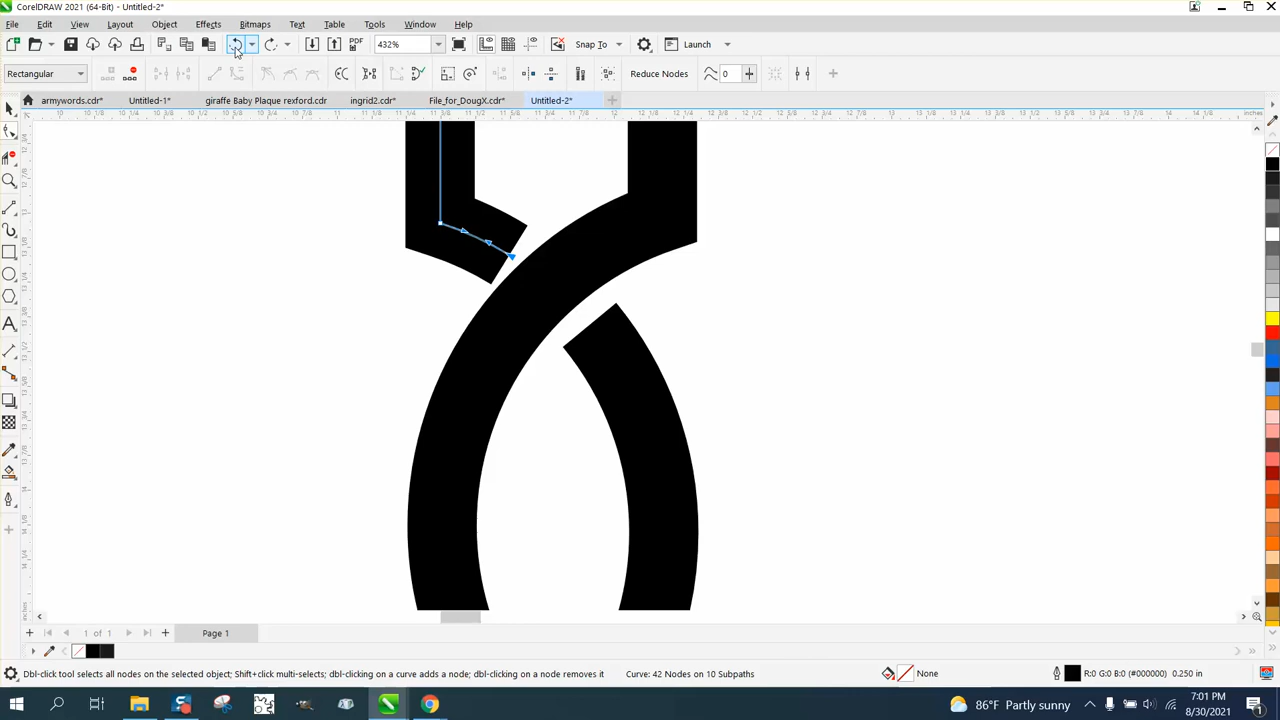 CorelDRAW 2021 (64-Bit) - Untitled-2*
File Edit View Layout Object Effects Bitmaps Text Table Tools Window Help
PDF 432% Snap To Launch
Rectangular Reduce Nodes 0
armywords.cdr* Untitled-1* giraffe Baby Plaque rexford.cdr ingrid2.cdr* File_for_DougX.cdr* Untitled-2*
inches
1 of 1 Page 1
Dbl-click tool selects all nodes on the selected object; Shift+click multi-selects; dbl-clicking on a curve adds a node; dbl-clicking on a node removes it Curve: 42 Nodes on 10 Subpaths None R:0 G:0 B:0 (#000000) 0.250 in
86°F Partly sunny 7:01 PM
8/30/2021